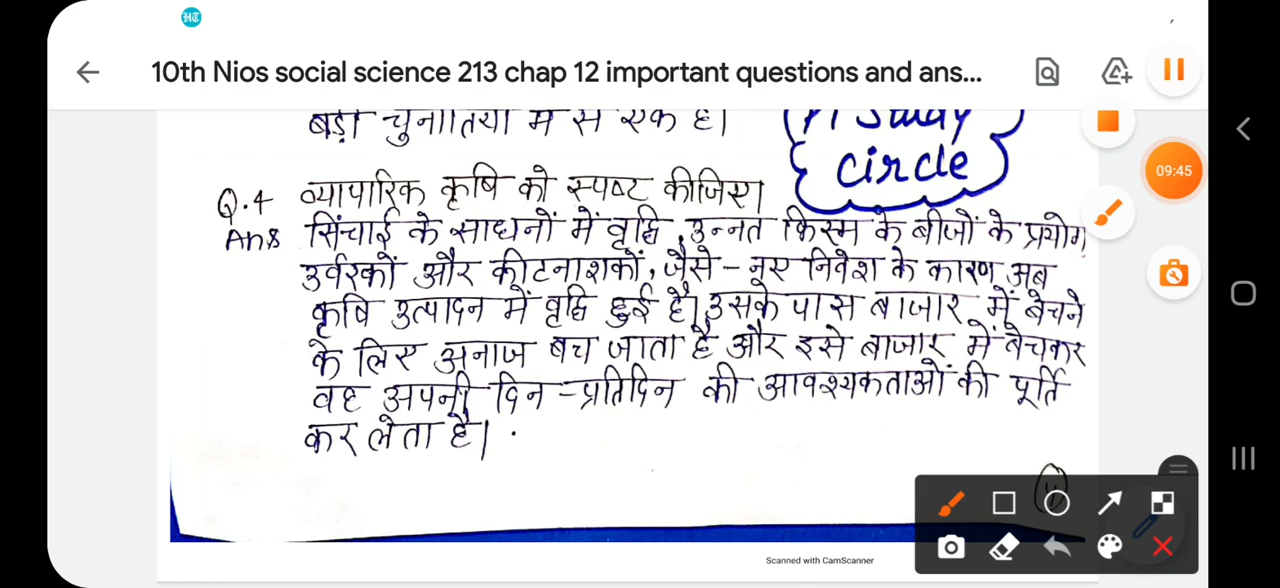 HT
10th Nios social science 213 chap 12 important questions and ans...
09:45
बड़ी चुनौतियों में से एक है।
Study
circle
Q.4 व्यापारिक कृषि को स्पष्ट कीजिए।
Ans सिंचाई के साधनों में वृद्धि, उन्नत किस्म के बीजों के प्रयोग,
उर्वरकों और कीटनाशकों, जैसे - नए निवेश के कारण अब
कृषि उत्पादन में वृद्धि हुई है। उसके पास बाजार में बेचने
के लिए अनाज बच जाता है और इसे बाजार में बेचकर
वह अपनी दिन - प्रतिदिन की आवश्यकताओं की पूर्ति
कर लेता है।
Scanned with CamScanner